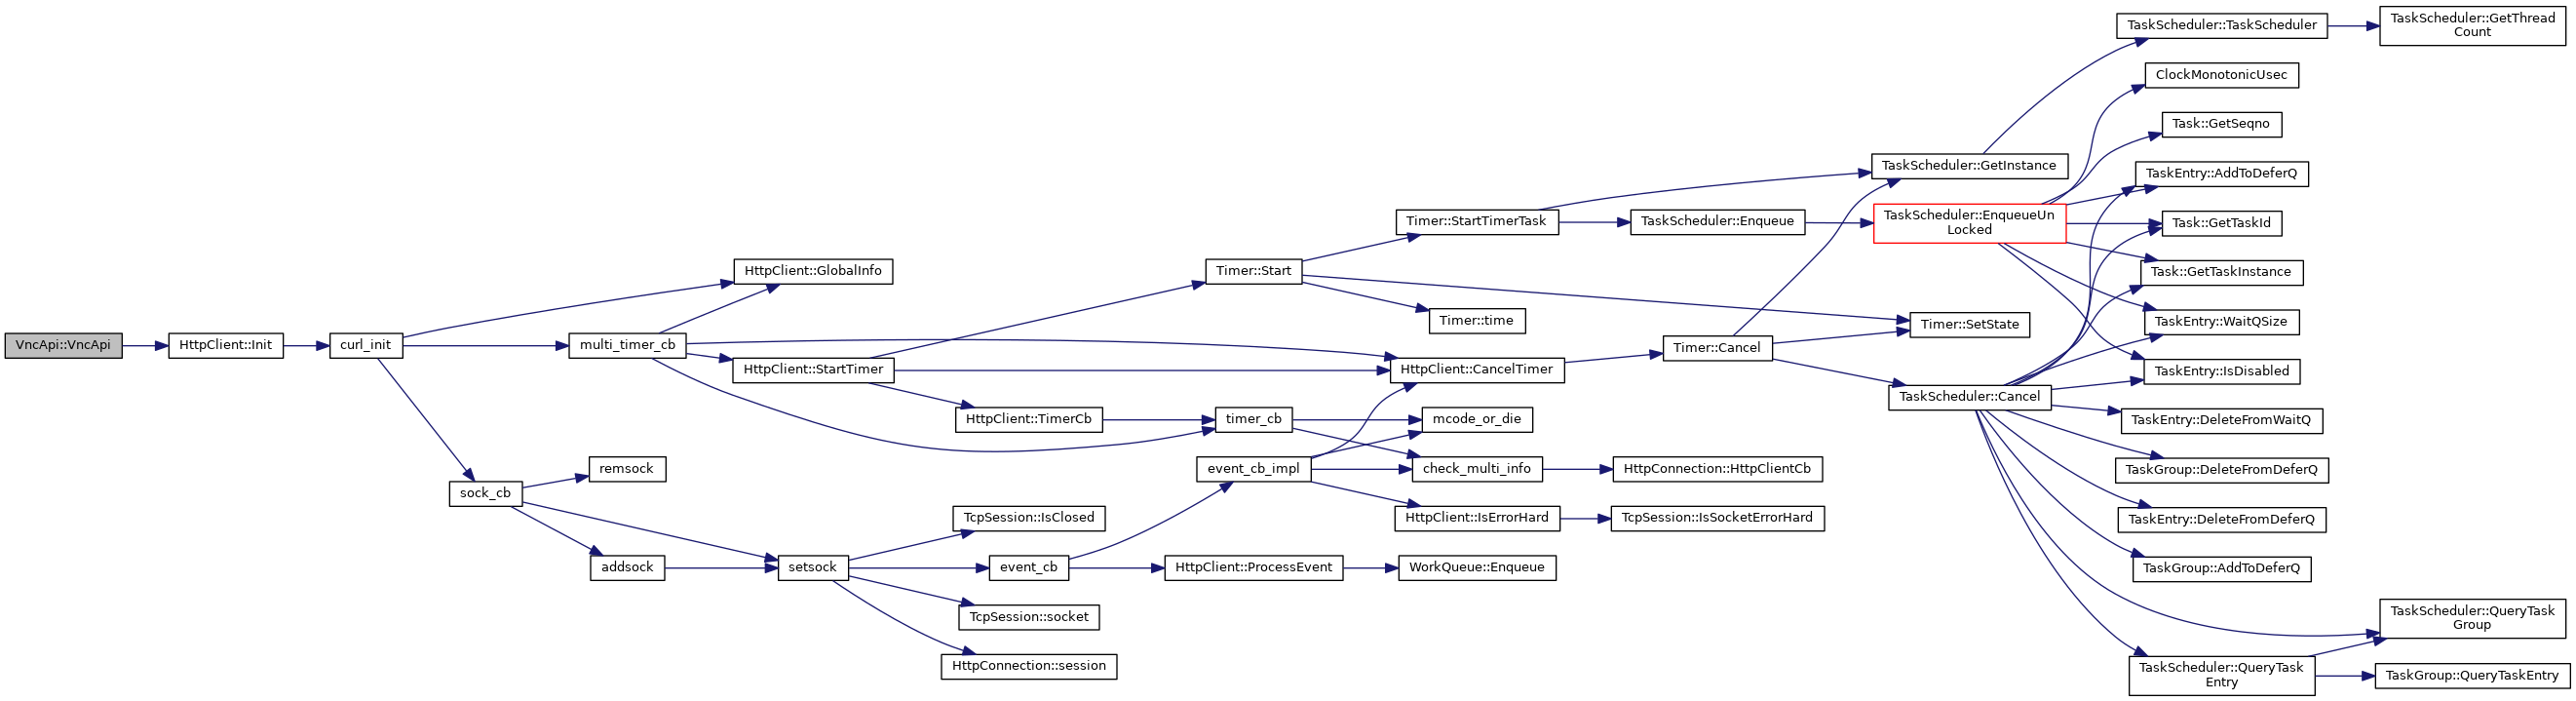 VncApi::VncApi
HttpClient::Init
curl_init
HttpClient::GlobalInfo
multi_timer_cb
HttpClient::StartTimer
sock_cb
remsock
addsock
setsock
HttpClient::TimerCb
TcpSession::IsClosed
event_cb
TcpSession::socket
HttpConnection::session
Timer::Start
timer_cb
event_cb_impl
HttpClient::ProcessEvent
Timer::StartTimerTask
Timer::time
HttpClient::CancelTimer
mcode_or_die
check_multi_info
HttpClient::IsErrorHard
WorkQueue::Enqueue
TaskScheduler::Enqueue
Timer::Cancel
HttpConnection::HttpClientCb
TcpSession::IsSocketErrorHard
TaskScheduler::GetInstance
TaskScheduler::EnqueueUn
Locked
Timer::SetState
TaskScheduler::Cancel
TaskScheduler::TaskScheduler
ClockMonotonicUsec
Task::GetSeqno
TaskEntry::AddToDeferQ
Task::GetTaskId
Task::GetTaskInstance
TaskEntry::WaitQSize
TaskEntry::IsDisabled
TaskEntry::DeleteFromWaitQ
TaskGroup::DeleteFromDeferQ
TaskEntry::DeleteFromDeferQ
TaskGroup::AddToDeferQ
TaskScheduler::QueryTask
Entry
TaskScheduler::GetThread
Count
TaskScheduler::QueryTask
Group
TaskGroup::QueryTaskEntry